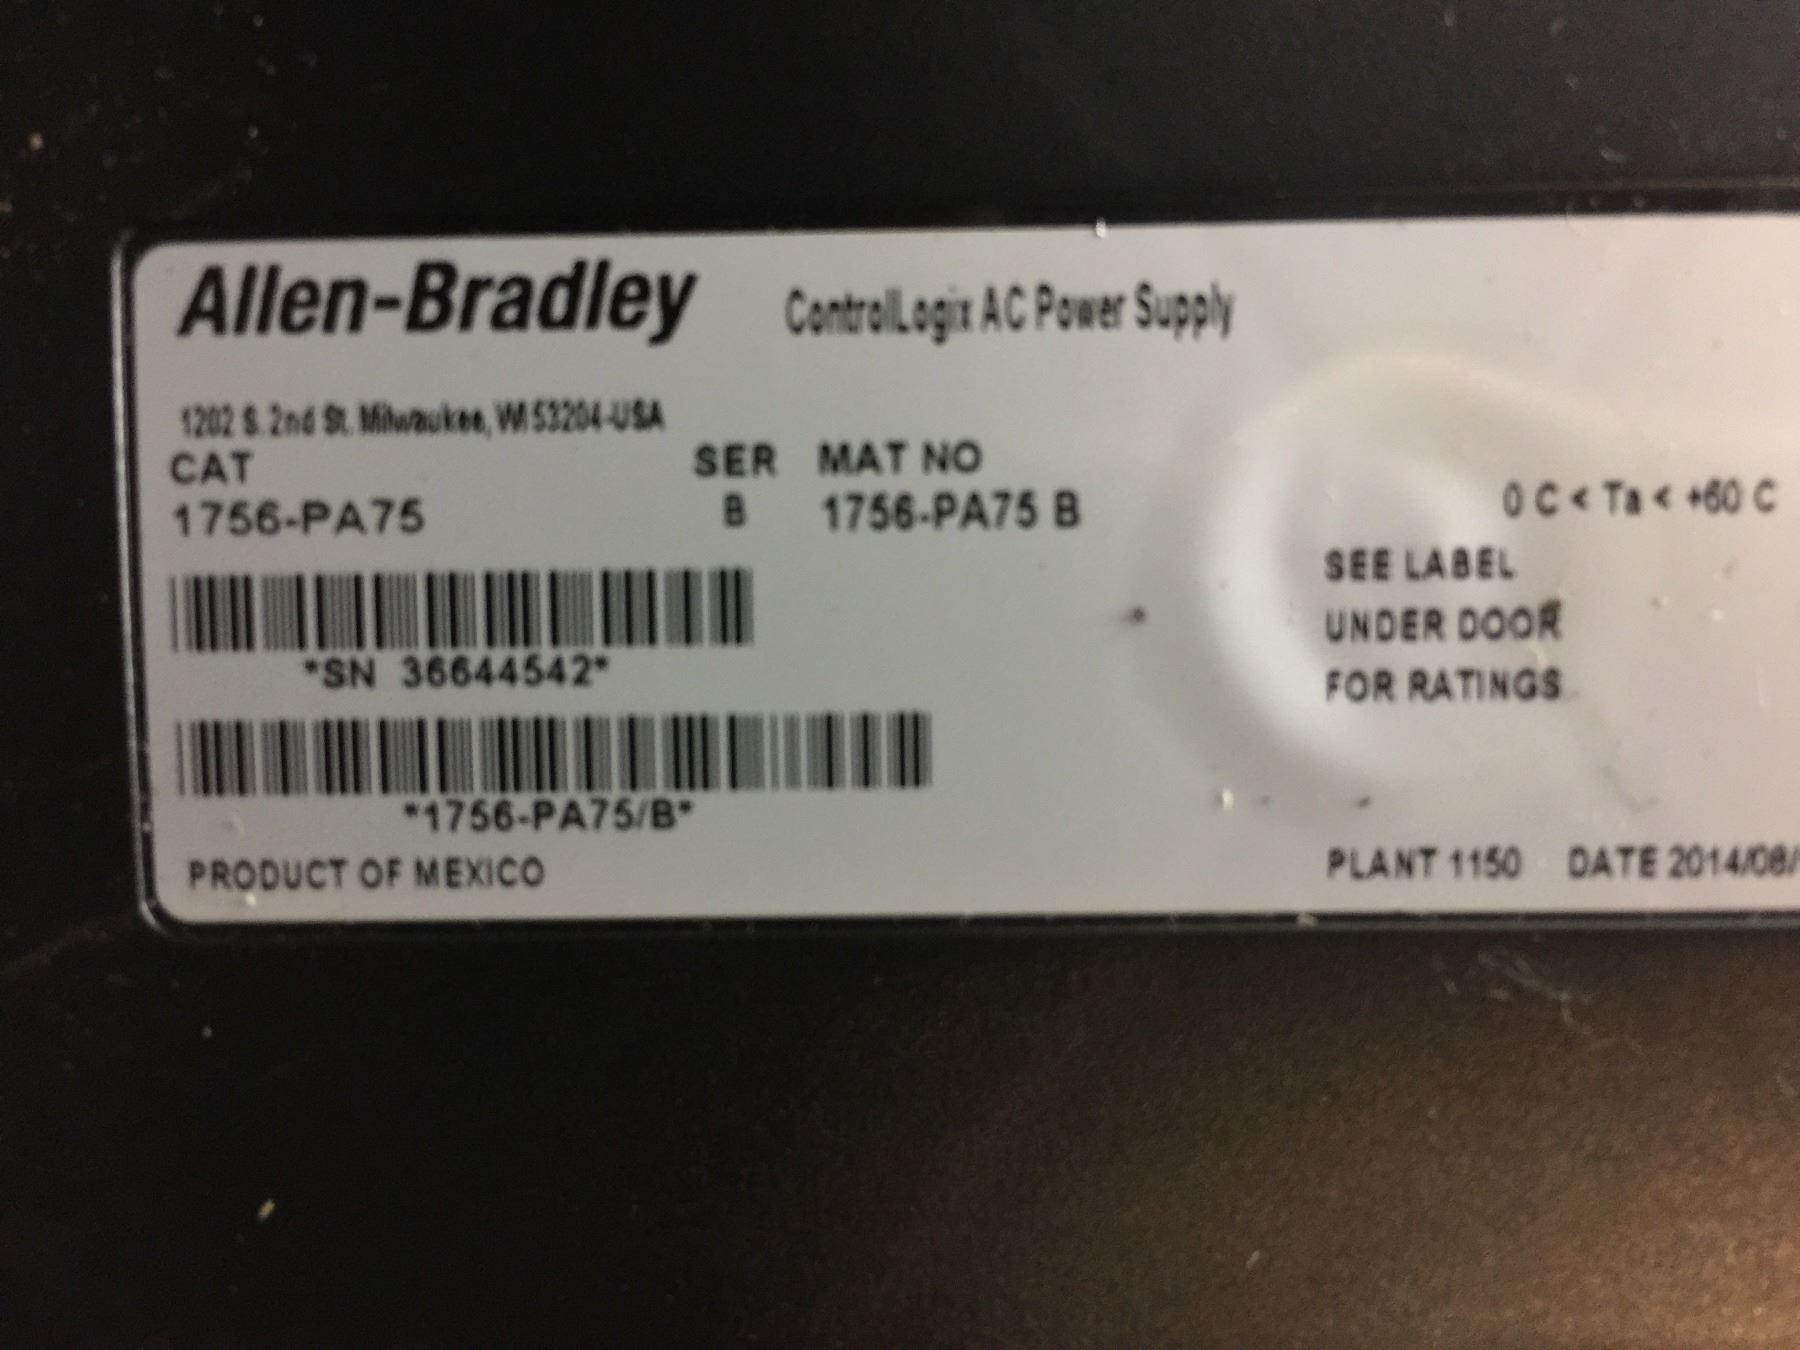 Allen-Bradley ControlLogix AC Power Supply
1202 S. 2nd St. Milwaukee, WI 53204-USA
CAT SER MAT NO
1756-PA75 B 1756-PA75 B
0 C < Ta < +60 C
SEE LABEL
UNDER DOOR
FOR RATINGS
*SN 36644542*
*1756-PA75/B*
PRODUCT OF MEXICO
PLANT 1150 DATE 2014/08/